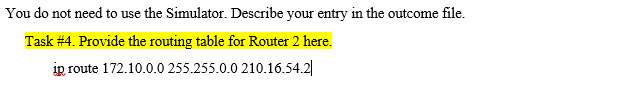 You do not need to use the Simulator. Describe your entry in the outcome file.
Task #4. Provide the routing table for Router 2 here.
ip route 172.10.0.0 255.255.0.0 210.16.54.2